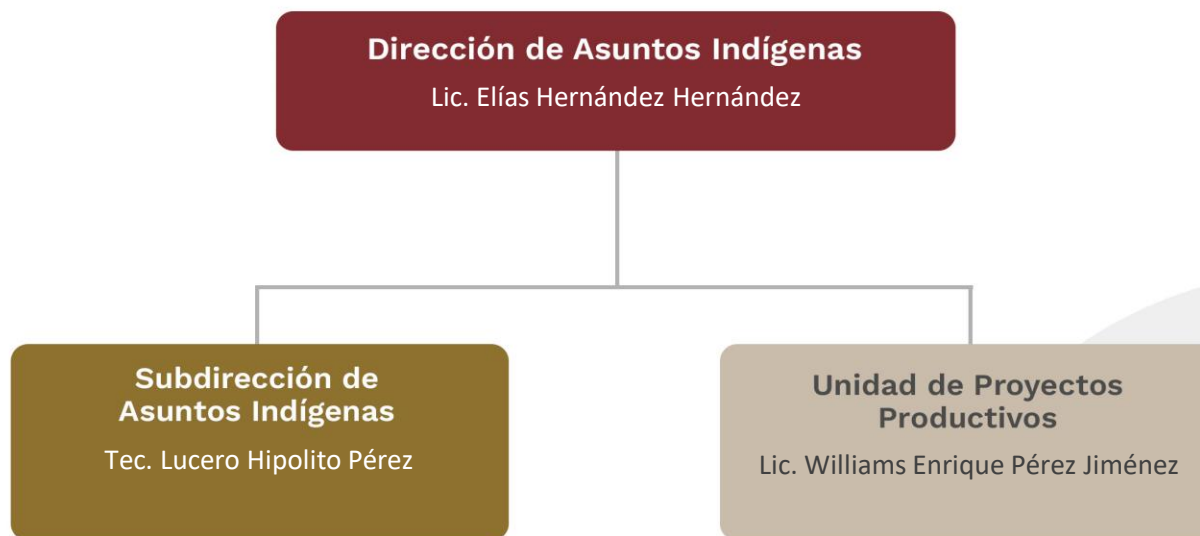 Dirección de Asuntos Indígenas
Lic. Elías Hernández Hernández
Subdirección de
Asuntos Indígenas
Tec. Lucero Hipolito Pérez
Unidad de Proyectos
Productivos
Lic. Williams Enrique Pérez Jiménez